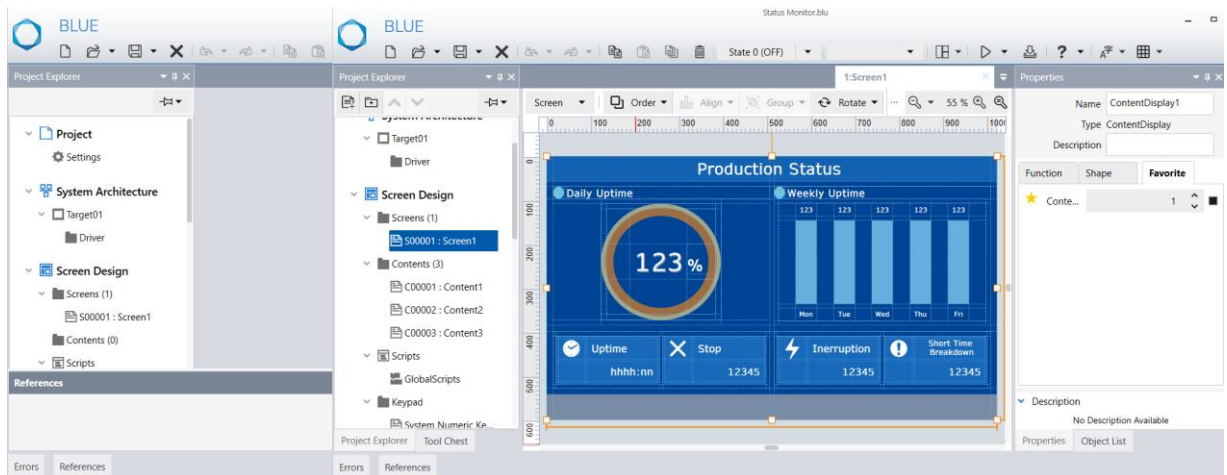 BLUE
Project Explorer
Project
Settings
System Architecture
Target01
Driver
Screen Design
Screens (1)
S00001 : Screen1
Contents (0)
Scripts
References
Errors References
Status Monitor.blu
BLUE
State 0 (OFF)
Project Explorer
System Architecture
Target01
Driver
Screen Design
Screens (1)
S00001 : Screen1
Contents (3)
C00001 : Content1
C00002 : Content2
C00003 : Content3
Scripts
GlobalScripts
Keypad
System Numeric Ke...
Project Explorer Tool Chest
Errors References
1:Screen1
Screen Order Align Group Rotate ... 55 %
0 100 200 300 400 500 600 700 800 900 1000
0
100
200
300
400
500
600
Production Status
Daily Uptime
123 %
Weekly Uptime
123 123 123 123 123
Mon Tue Wed Thu Fri
Uptime
hhhh:nn
Stop
12345
Inerruption
12345
Short Time
Breakdown
12345
Properties
Name ContentDisplay1
Type ContentDisplay
Description
Function Shape Favorite
Conte... 1
Description
No Description Available
Properties Object List